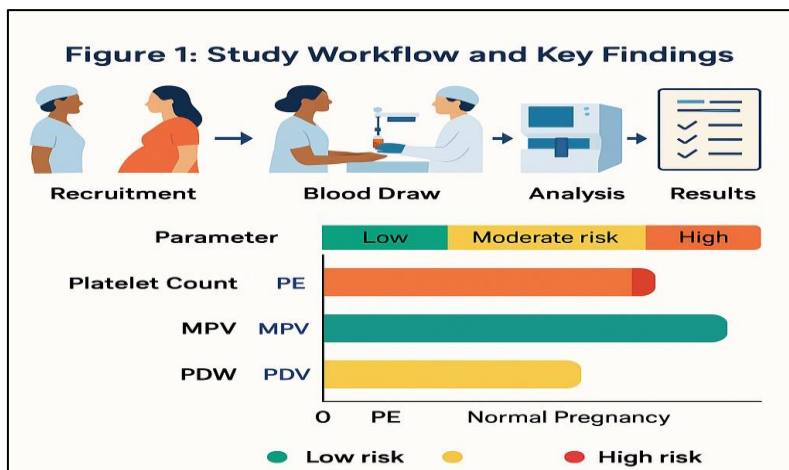 Figure 1: Study Workflow and Key Findings
Recruitment Blood Draw Analysis Results
Parameter Low Moderate risk High
Platelet Count PE
MPV MPV
PDW PDV
O PE Normal Pregnancy
Low risk High risk